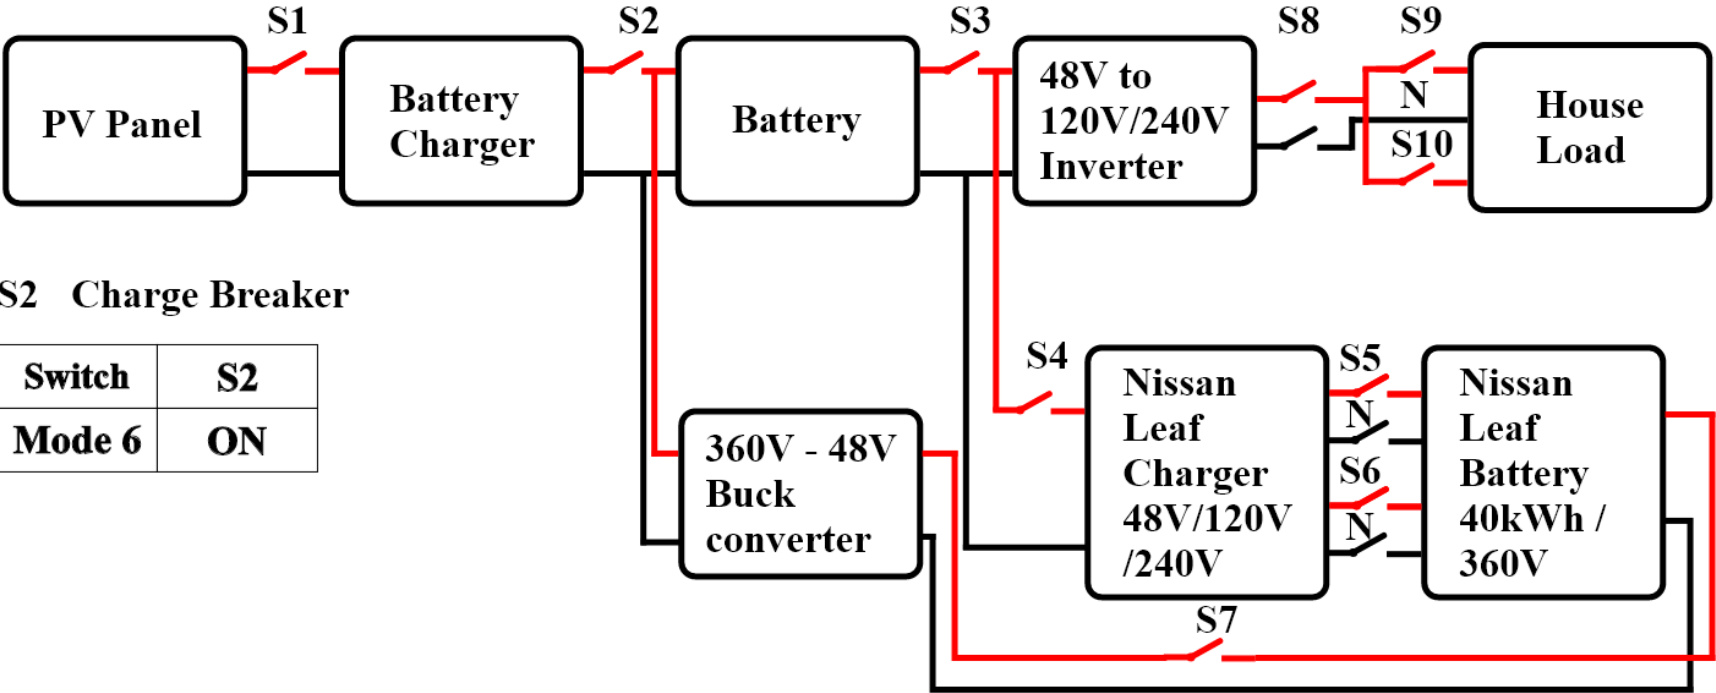 S1
S2
S3
S8
S9
PV Panel
Battery
Charger
Battery
48V to
120V/240V
Inverter
N
S10
House
Load
S2 Charge Breaker
Switch S2
Mode 6 ON
360V - 48V
Buck
converter
S4
Nissan
Leaf
Charger
48V/120V
/240V
S5
N
S6
N
Nissan
Leaf
Battery
40kWh /
360V
S7